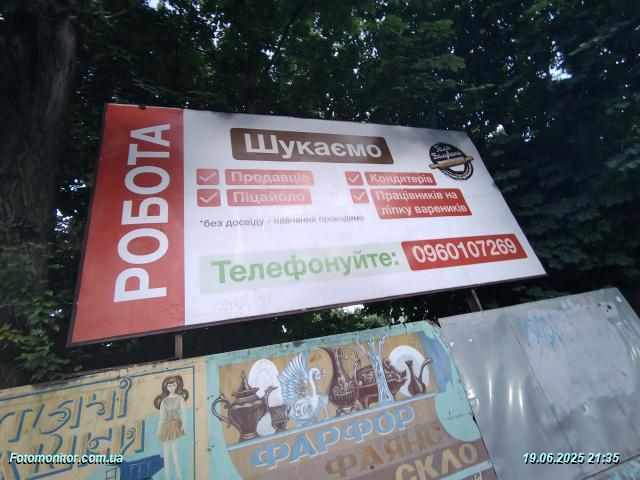 РОБОТА
Шукаємо
Продавців
Піцайоло
Кондитерів
Працівників на
ліпку вареників
*без досвіду - навчання проводимо
Телефонуйте: 0960107269
ФАРФОР
ФАЯНС
СКЛО
Fotomonitor.com.ua
19.06.2025 21:35